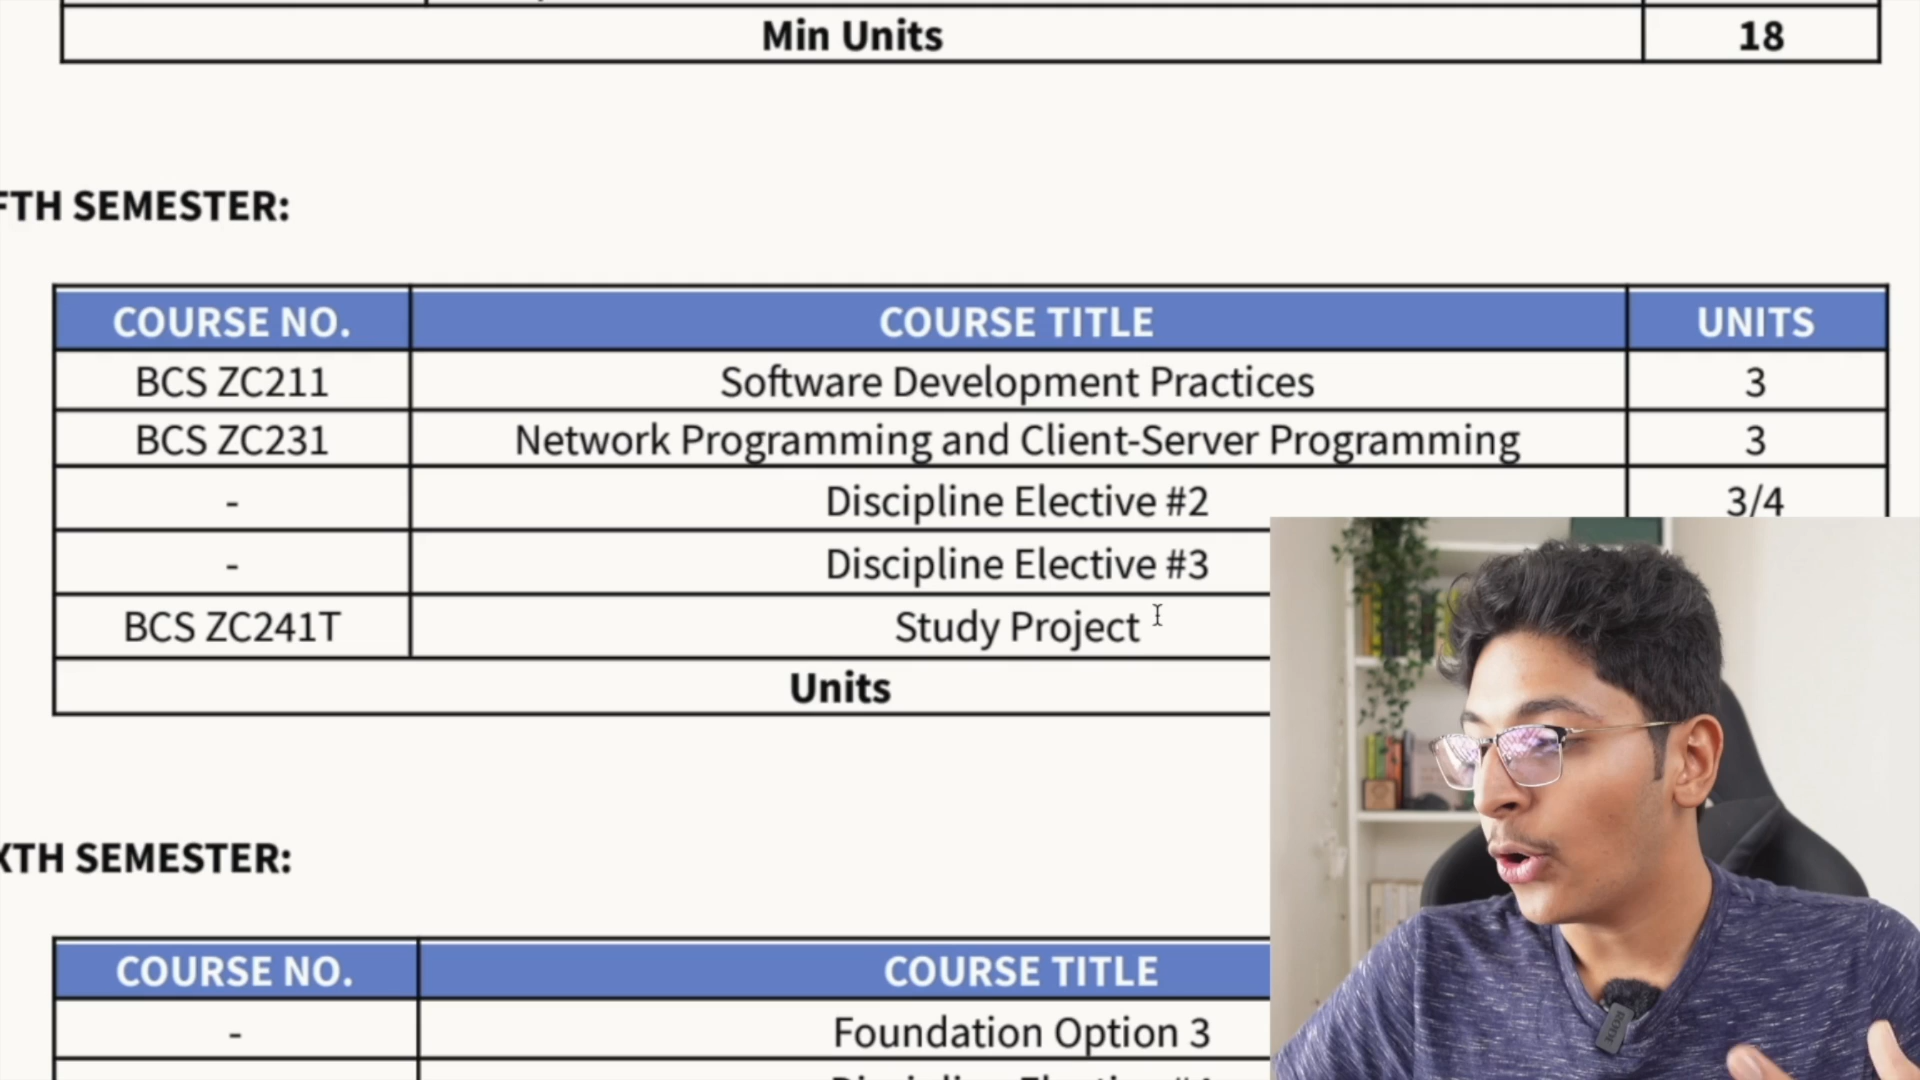 Min Units 18
FTH SEMESTER:
COURSE NO. COURSE TITLE UNITS
BCS ZC211 Software Development Practices 3
BCS ZC231 Network Programming and Client-Server Programming 3
- Discipline Elective #2 3/4
- Discipline Elective #3
BCS ZC241T Study Project
Units
XTH SEMESTER:
COURSE NO. COURSE TITLE
- Foundation Option 3
RODE